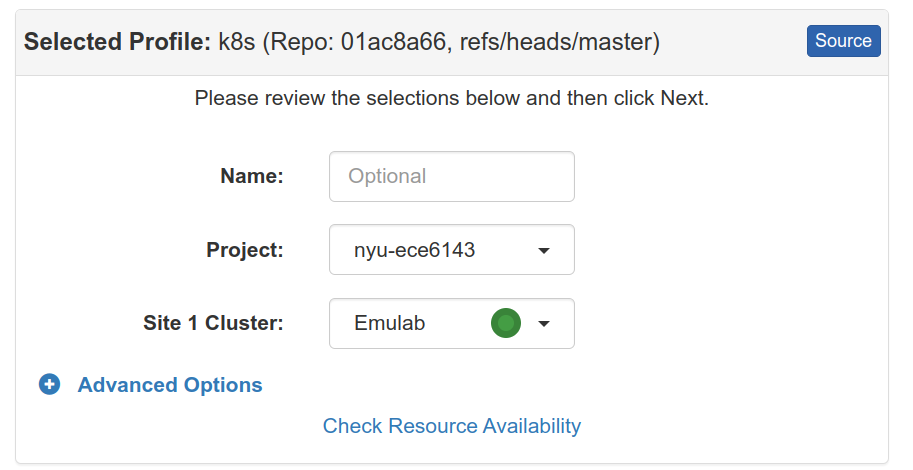 Selected Profile: k8s (Repo: 01ac8a66, refs/heads/master)
Source
Please review the selections below and then click Next.
Name: Optional
Project: nyu-ece6143
Site 1 Cluster: Emulab
Advanced Options
Check Resource Availability